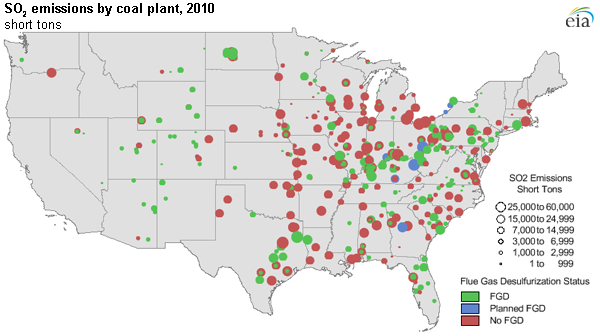 SO2 emissions by coal plant, 2010
short tons
eia
SO2 Emissions
Short Tons
25,000 to 60,000
15,000 to 24,999
7,000 to 14,999
3,000 to 6,999
1,000 to 2,999
1 to 999
Flue Gas Desulfurization Status
FGD
Planned FGD
No FGD